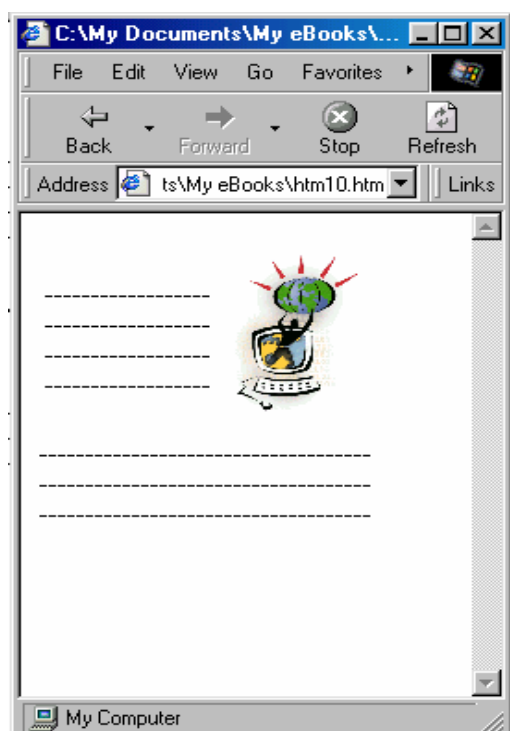 C:\My Documents\My eBooks\...
File Edit View Go Favorites
Back Forward Stop Refresh
Address ts\My eBooks\htm10.htm Links
------------------
------------------
------------------
------------------
------------------------------------
------------------------------------
------------------------------------
My Computer